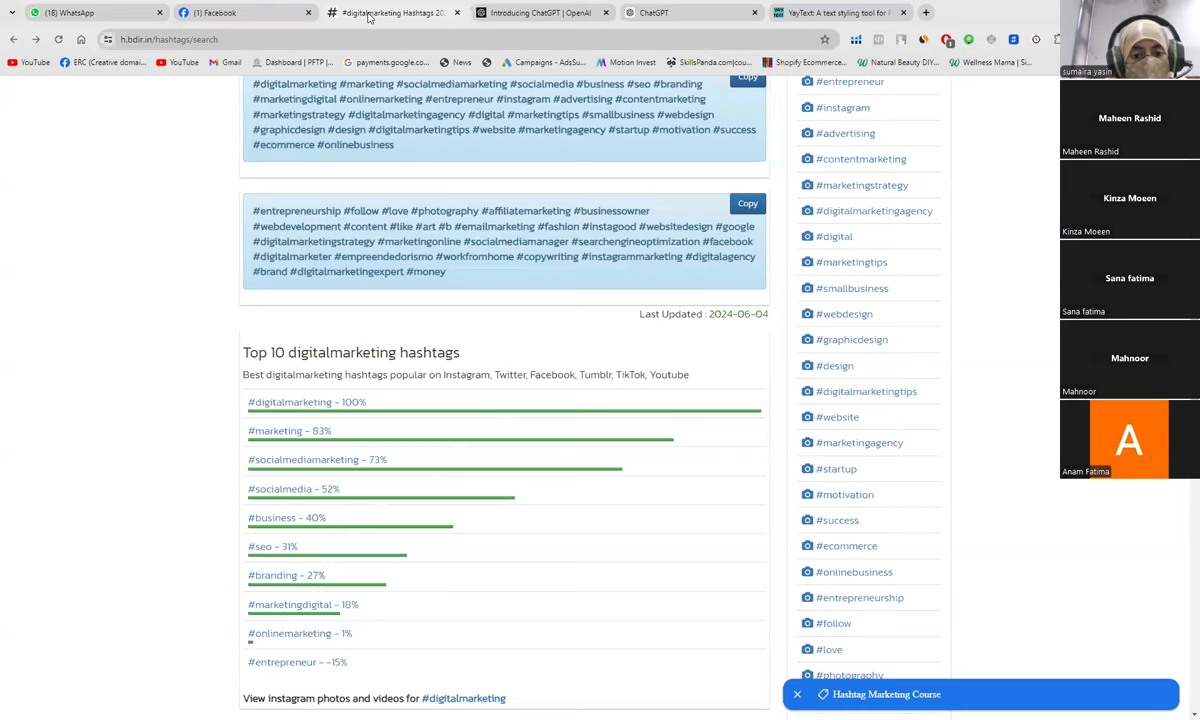 (18) WhatsApp
(1) Facebook
#digitalmarketing Hashtags 202
Introducing ChatGPT | OpenAI
ChatGPT
YayText: A text styling tool for F
h.bdir.in/hashtags/search
YouTube
ERC (Creative domai...
YouTube
Gmail
Dashboard | PFTP |...
payments.google.co...
News
Campaigns - AdsSu...
Motion Invest
SkillsPanda.com|cou...
Shopify Ecommerce...
Natural Beauty DIY...
Wellness Mama | Si...
#digitalmarketing #marketing #socialmediamarketing #socialmedia #business #seo #branding
#marketingdigital #onlinemarketing #entrepreneur #instagram #advertising #contentmarketing
#marketingstrategy #digitalmarketingagency #digital #marketingtips #smallbusiness #webdesign
#graphicdesign #design #digitalmarketingtips #website #marketingagency #startup #motivation #success
#ecommerce #onlinebusiness
Copy
#entrepreneurship #follow #love #photography #affiliatemarketing #businessowner
#webdevelopment #content #like #art #b #emailmarketing #fashion #instagood #websitedesign #google
#digitalmarketingstrategy #marketingonline #socialmediamanager #searchengineoptimization #facebook
#digitalmarketer #empreendedorismo #workfromhome #copywriting #instagrammarketing #digitalagency
#brand #digitalmarketingexpert #money
Copy
Last Updated : 2024-06-04
Top 10 digitalmarketing hashtags
Best digitalmarketing hashtags popular on Instagram, Twitter, Facebook, Tumblr, TikTok, Youtube
#digitalmarketing - 100%
#marketing - 83%
#socialmediamarketing - 73%
#socialmedia - 52%
#business - 40%
#seo - 31%
#branding - 27%
#marketingdigital - 18%
#onlinemarketing - 1%
#entrepreneur - -15%
View instagram photos and videos for #digitalmarketing
#entrepreneur
#instagram
#advertising
#contentmarketing
#marketingstrategy
#digitalmarketingagency
#digital
#marketingtips
#smallbusiness
#webdesign
#graphicdesign
#design
#digitalmarketingtips
#website
#marketingagency
#startup
#motivation
#success
#ecommerce
#onlinebusiness
#entrepreneurship
#follow
#love
#photography
Hashtag Marketing Course
sumaira yasin
Maheen Rashid
Maheen Rashid
Kinza Moeen
Kinza Moeen
Sana fatima
Sana fatima
Mahnoor
Mahnoor
A
Anam Fatima